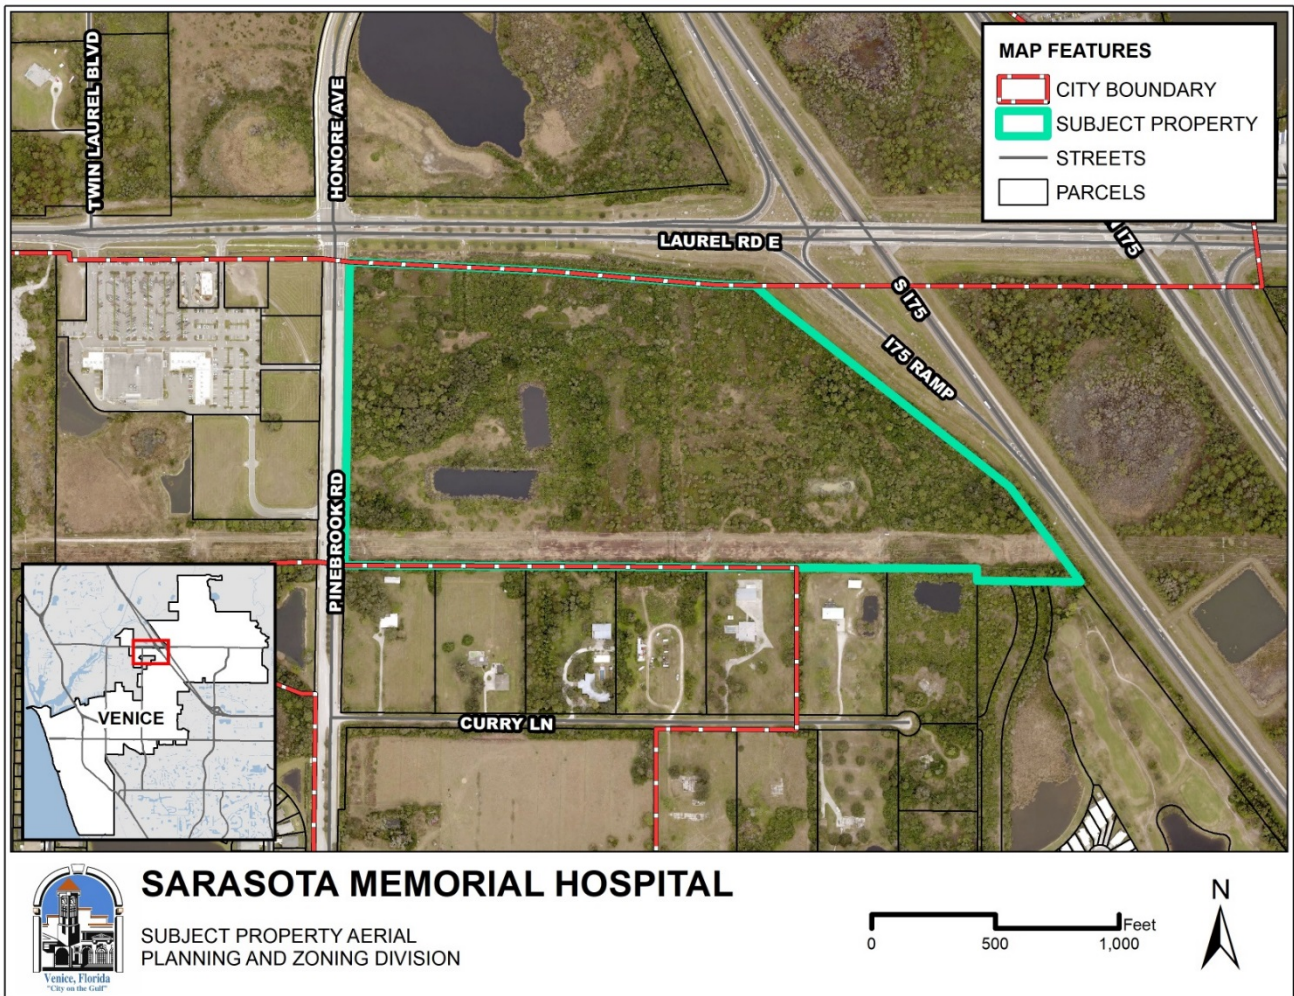 MAP FEATURES
CITY BOUNDARY
SUBJECT PROPERTY
STREETS
PARCELS
TWIN LAUREL BLVD
HONORE AVE
LAUREL RD E
S I75
N I75
I75 RAMP
PINEBROOK RD
CURRY LN
VENICE
SARASOTA MEMORIAL HOSPITAL
SUBJECT PROPERTY AERIAL
PLANNING AND ZONING DIVISION
Venice, Florida
"City on the Gulf"
Feet
0 500 1,000
N